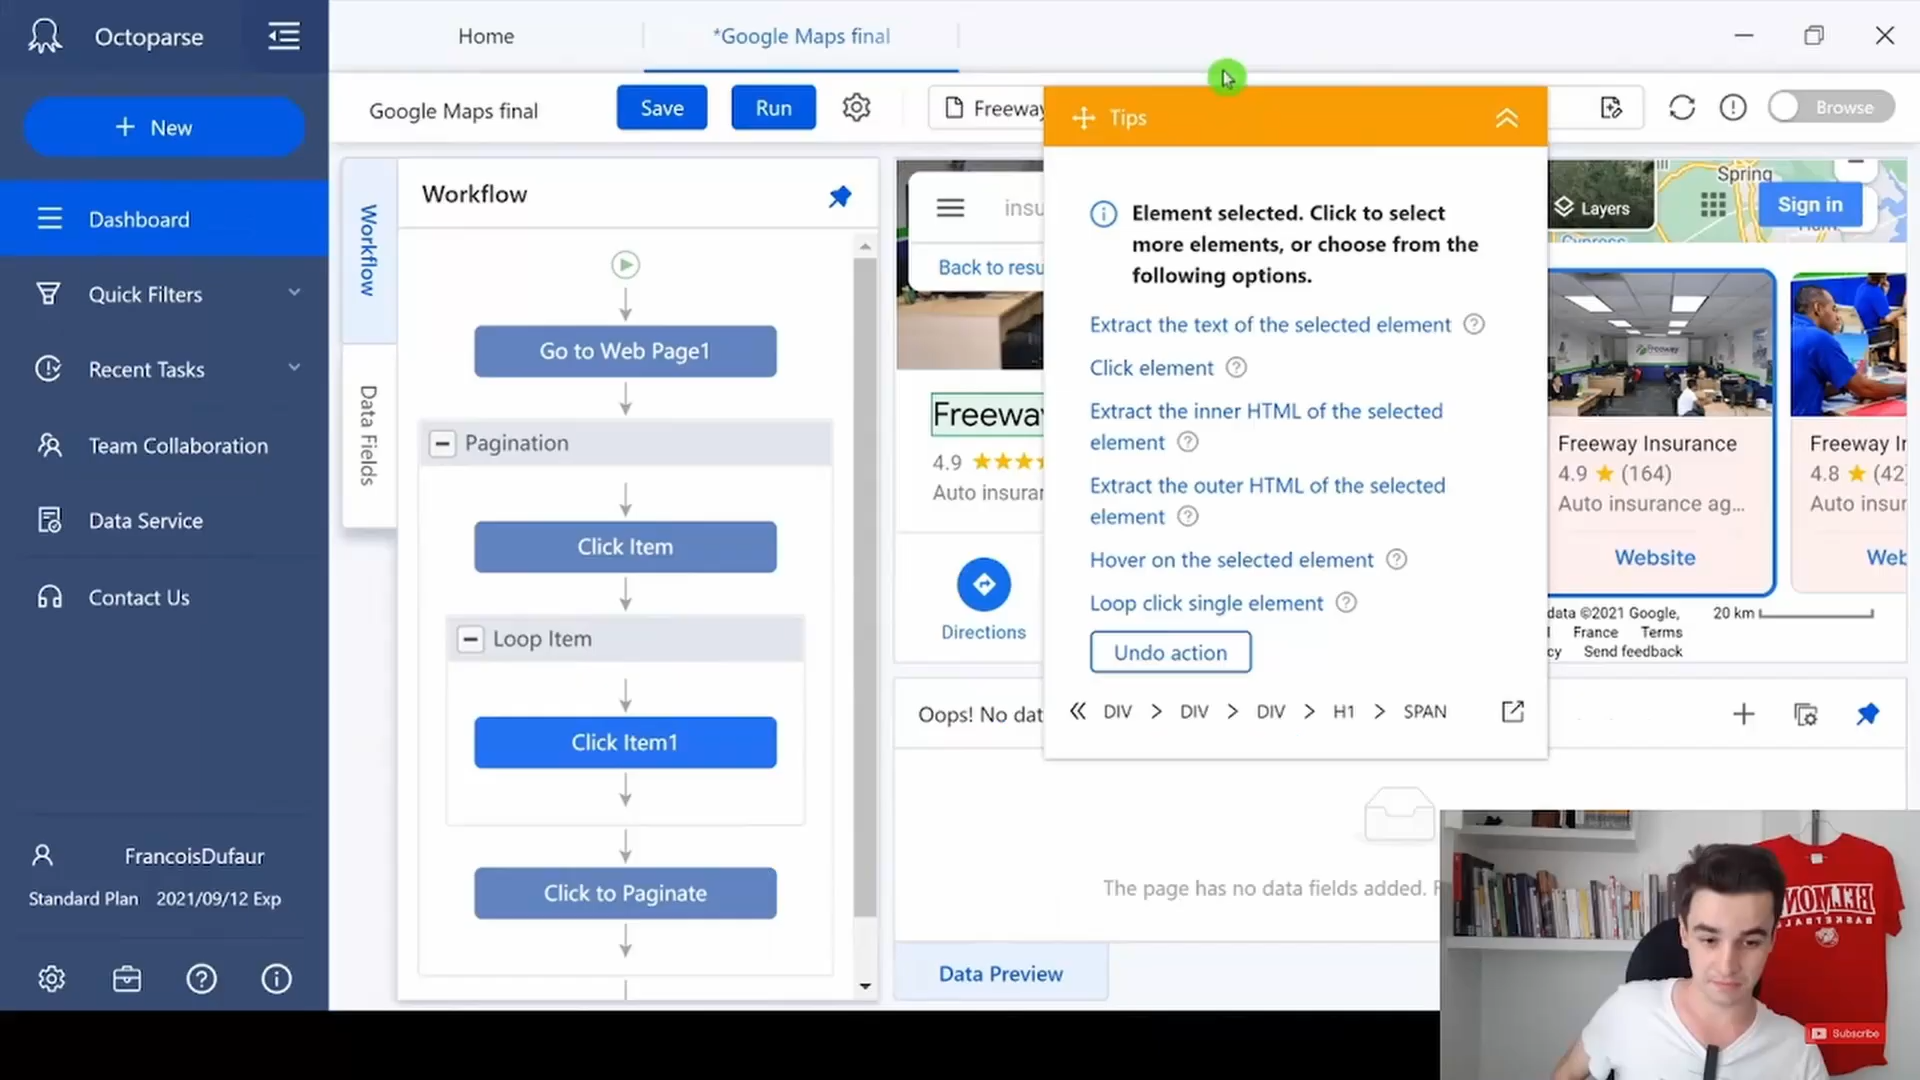 Octoparse
Home
*Google Maps final
New
Google Maps final
Save
Run
Freeway
Tips
Browse
Dashboard
Quick Filters
Recent Tasks
Team Collaboration
Data Service
Contact Us
FrancoisDufaur
Standard Plan 2021/09/12 Exp
Workflow
Data Fields
Workflow
Go to Web Page1
Pagination
Click Item
Loop Item
Click Item1
Click to Paginate
insu
Back to resu
Freeway
4.9
Auto insuran
Directions
Element selected. Click to select
more elements, or choose from the
following options.
Extract the text of the selected element
Click element
Extract the inner HTML of the selected
element
Extract the outer HTML of the selected
element
Hover on the selected element
Loop click single element
Undo action
DIV > DIV > DIV > H1 > SPAN
Spring
Layers
Sign in
Cypress
Freeway Insurance
4.9 (164)
Auto insurance ag...
Website
Freeway In
4.8 (42
Auto insur
Web
data ©2021 Google, 20 km
France Terms
cy Send feedback
Oops! No dat
The page has no data fields added.
Data Preview
BELMONT
BASKETBALL
Subscribe